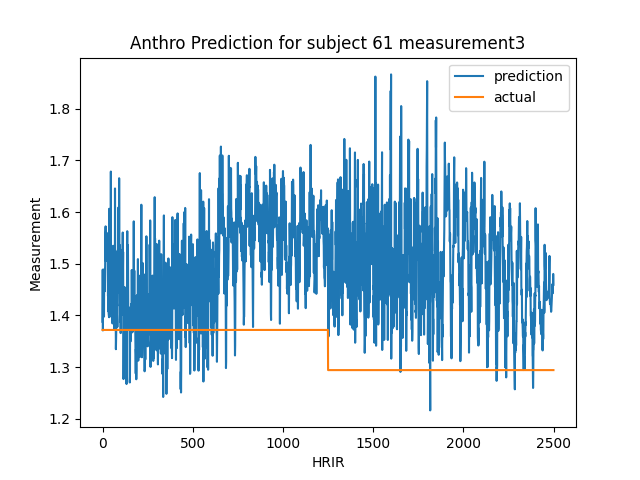 Anthro Prediction for subject 61 measurement3
prediction
actual
Measurement
1.8
1.7
1.6
1.5
1.4
1.3
1.2
0
500
1000
1500
2000
2500
HRIR